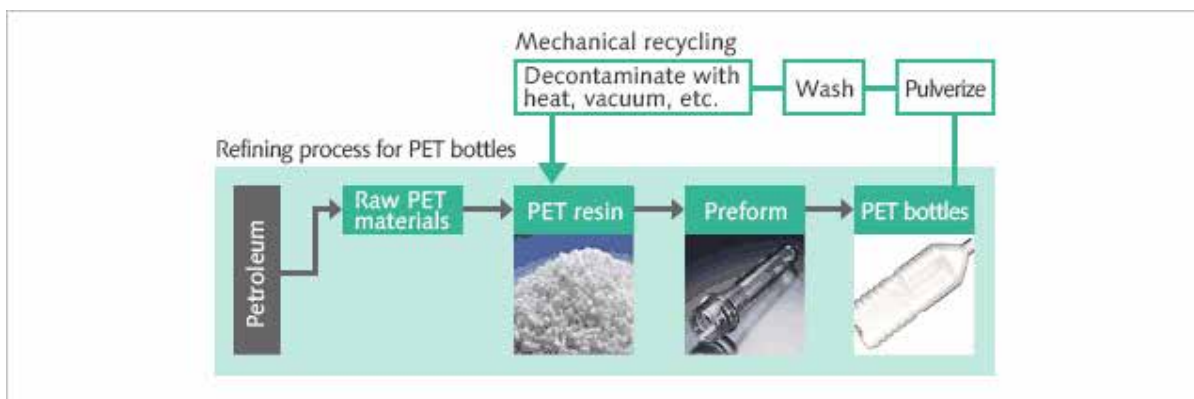 Mechanical recycling
Decontaminate with
heat, vacuum, etc.
Wash
Pulverize
Refining process for PET bottles
Petroleum
Raw PET
materials
PET resin
Preform
PET bottles